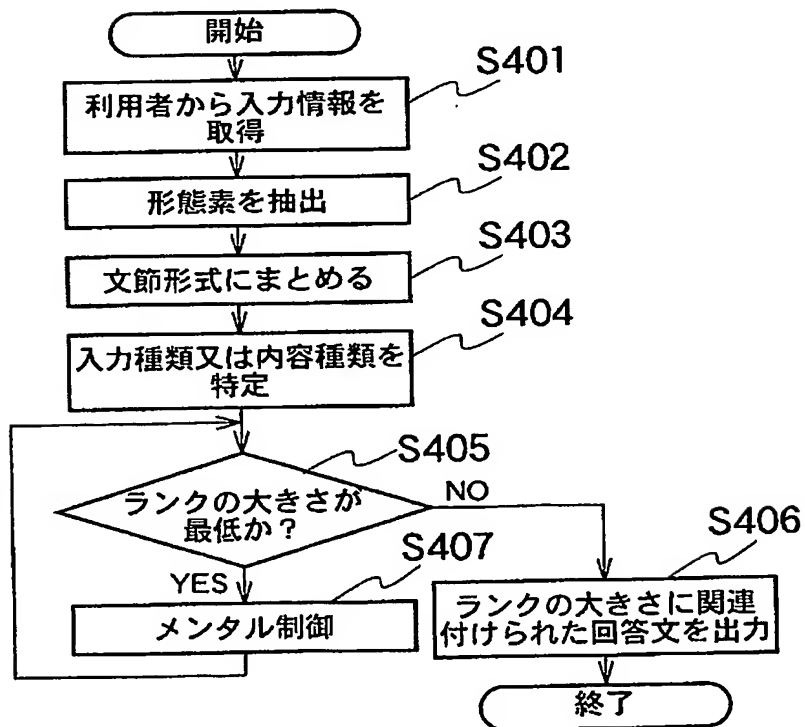 開始
S401
利用者から入力情報を
取得
S402
形態素を抽出
S403
文節形式にまとめる
S404
入力種類又は内容種類を
特定
S405
ランクの大きさが
最低か？
NO
YES
S407
メンタル制御
S406
ランクの大きさに関連
付けられた回答文を出力
終了